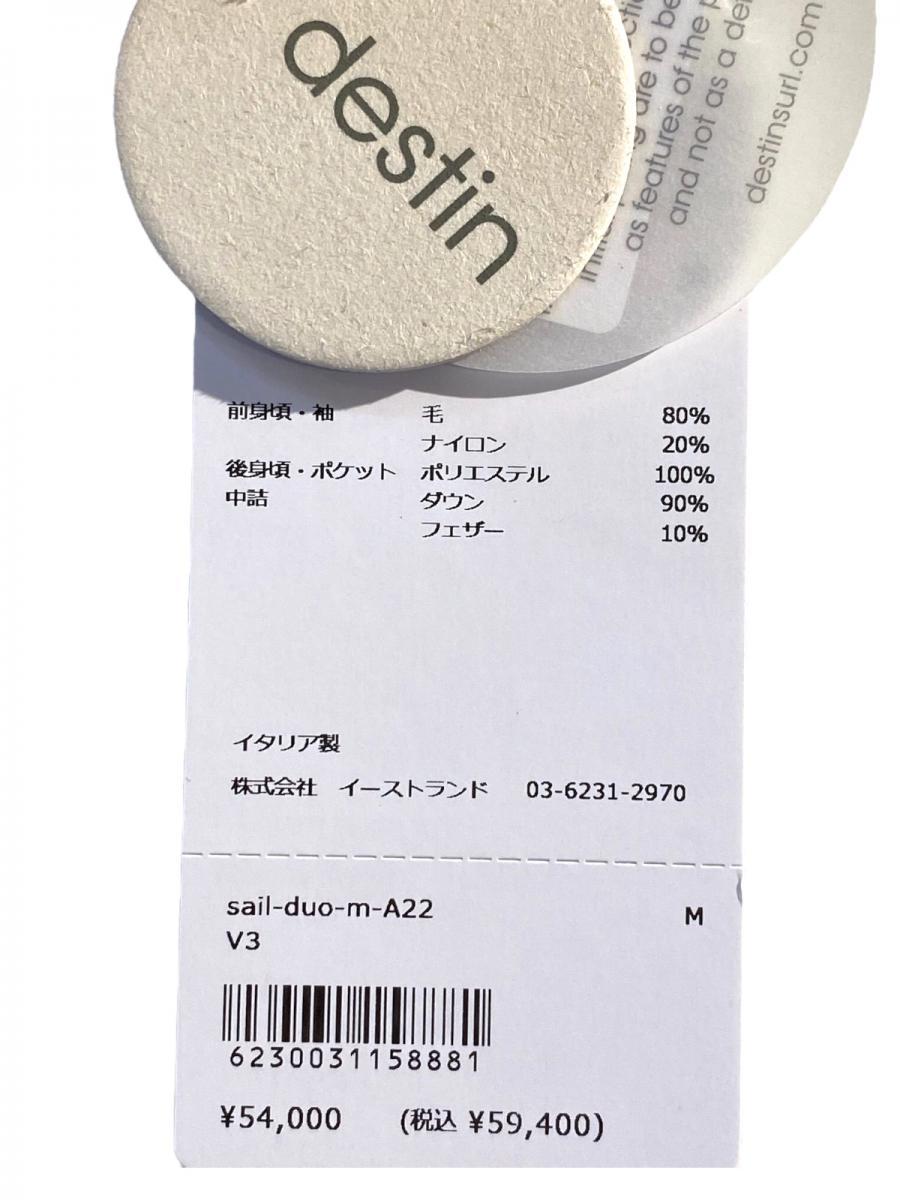 destin
are to be
as features of the p
and not as a de
destinsurl.com
前身頃・袖 毛 80%
ナイロン 20%
後身頃・ポケット ポリエステル 100%
中詰 ダウン 90%
フェザー 10%
イタリア製
株式会社 イーストランド 03-6231-2970
sail-duo-m-A22 M
V3
6230031158881
¥54,000 (税込 ¥59,400)